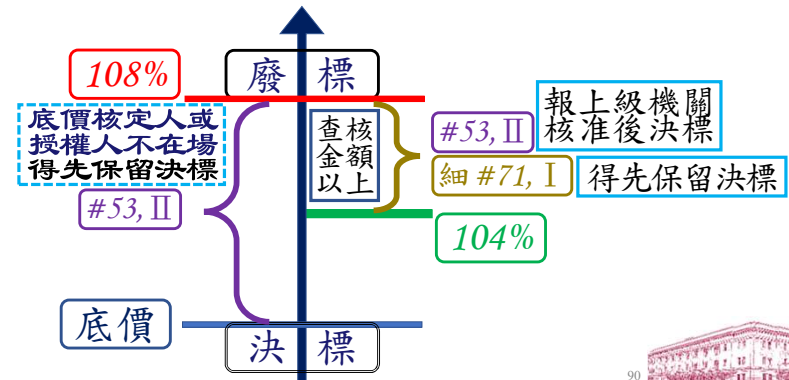 108%
廢 標
底價核定人或
授權人不在場
得先保留決標
#53,Ⅱ
查核
金額
以上
#53,Ⅱ
報上級機關
核准後決標
細#71,Ⅰ
得先保留決標
104%
底價
決 標
90